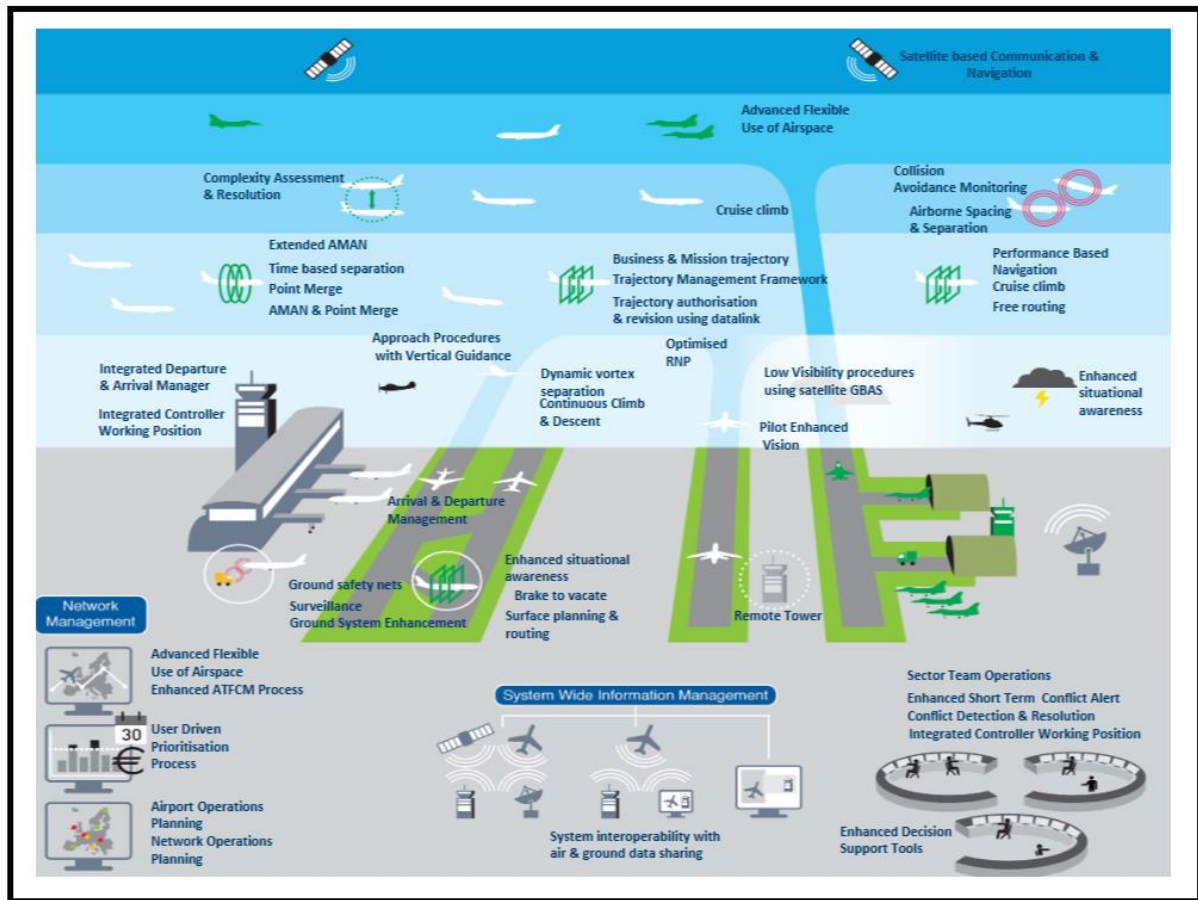 Satellite based Communication &
Navigation
Advanced Flexible
Use of Airspace
Complexity Assessment
& Resolution
Cruise climb
Collision
Avoidance Monitoring
Airborne Spacing
& Separation
Extended AMAN
Time based separation
Point Merge
AMAN & Point Merge
Business & Mission trajectory
Trajectory Management Framework
Trajectory authorisation
& revision using datalink
Performance Based
Navigation
Cruise climb
Free routing
Approach Procedures
with Vertical Guidance
Optimised
RNP
Integrated Departure
& Arrival Manager
Integrated Controller
Working Position
Dynamic vortex
separation
Continuous Climb
& Descent
Low Visibility procedures
using satellite GBAS
Enhanced
situational
awareness
Pilot Enhanced
Vision
Arrival & Departure
Management
Ground safety nets
Surveillance
Ground System Enhancement
Enhanced situational
awareness
Brake to vacate
Surface planning &
routing
Remote Tower
Network
Management
Advanced Flexible
Use of Airspace
Enhanced ATFCM Process
30
€
User Driven
Prioritisation
Process
Airport Operations
Planning
Network Operations
Planning
System Wide Information Management
System interoperability with
air & ground data sharing
Sector Team Operations
Enhanced Short Term Conflict Alert
Conflict Detection & Resolution
Integrated Controller Working Position
Enhanced Decision
Support Tools